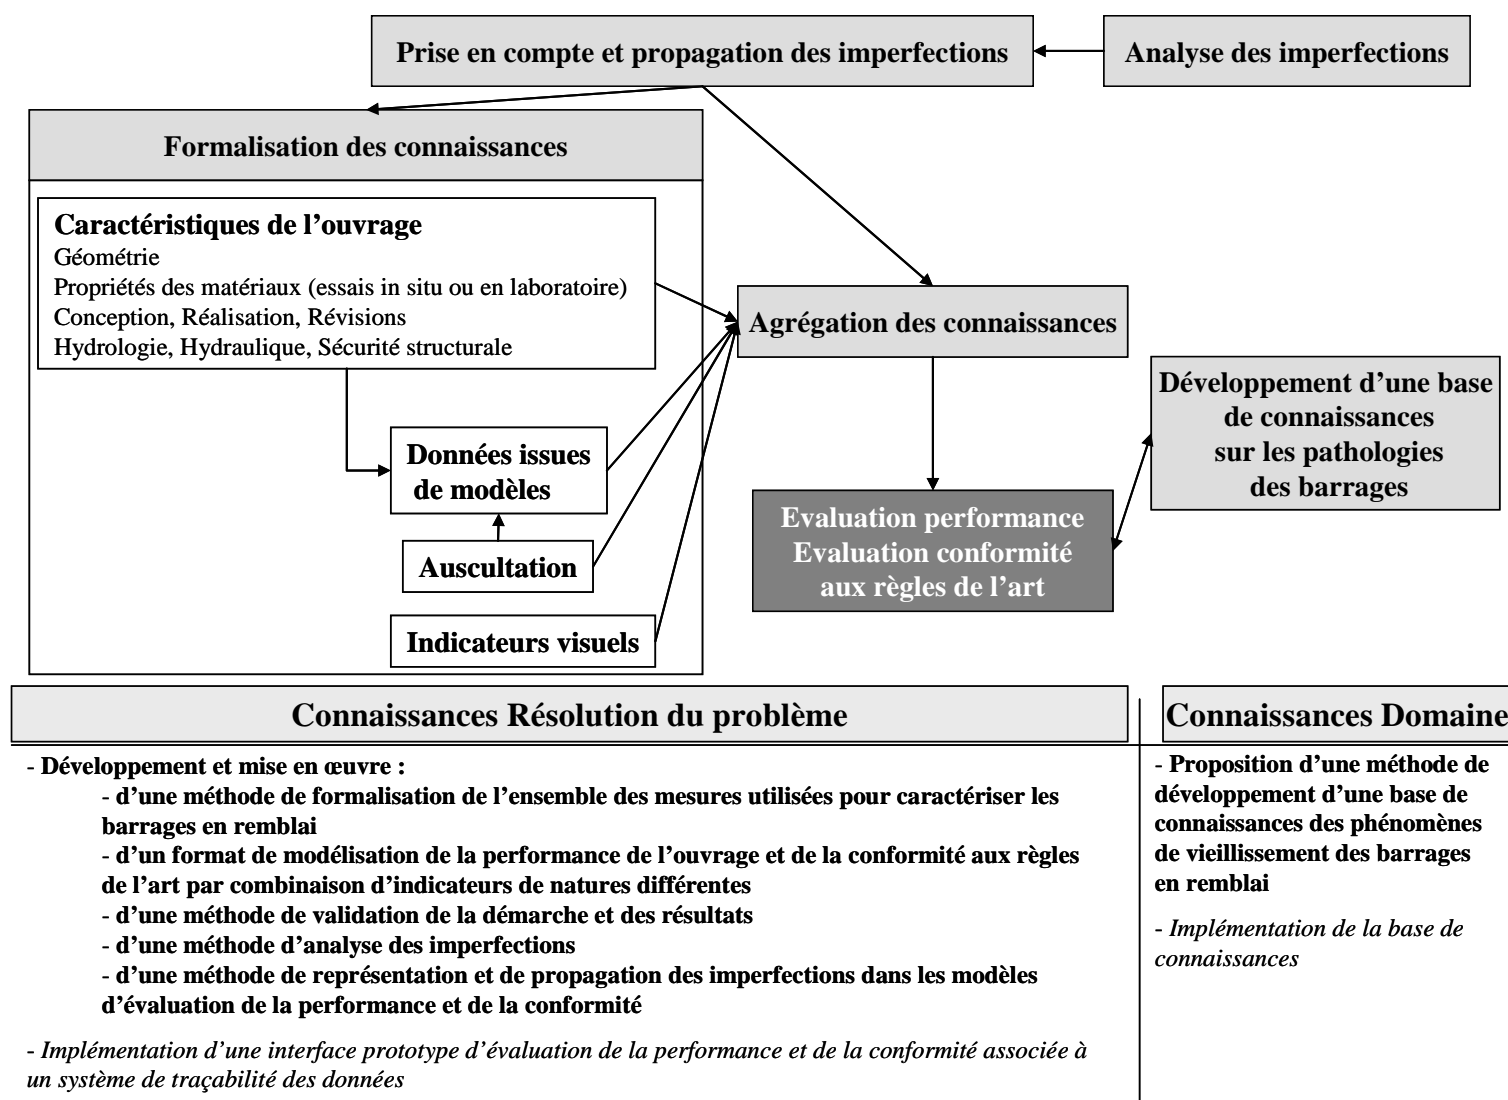 Prise en compte et propagation des imperfections
Analyse des imperfections
Formalisation des connaissances
Caractéristiques de l’ouvrage
Géométrie
Propriétés des matériaux (essais in situ ou en laboratoire)
Conception, Réalisation, Révisions
Hydrologie, Hydraulique, Sécurité structurale
Agrégation des connaissances
Développement d’une base
de connaissances
sur les pathologies
des barrages
Données issues
de modèles
Evaluation performance
Evaluation conformité
aux règles de l’art
Auscultation
Indicateurs visuels
Connaissances Résolution du problème
- Développement et mise en œuvre :
- d’une méthode de formalisation de l’ensemble des mesures utilisées pour caractériser les
barrages en remblai
- d’un format de modélisation de la performance de l’ouvrage et de la conformité aux règles
de l’art par combinaison d’indicateurs de natures différentes
- d’une méthode de validation de la démarche et des résultats
- d’une méthode d’analyse des imperfections
- d’une méthode de représentation et de propagation des imperfections dans les modèles
d’évaluation de la performance et de la conformité
- Implémentation d’une interface prototype d’évaluation de la performance et de la conformité associée à
un système de traçabilité des données
Connaissances Domaine
- Proposition d’une méthode de
développement d’une base de
connaissances des phénomènes
de vieillissement des barrages
en remblai
- Implémentation de la base de
connaissances